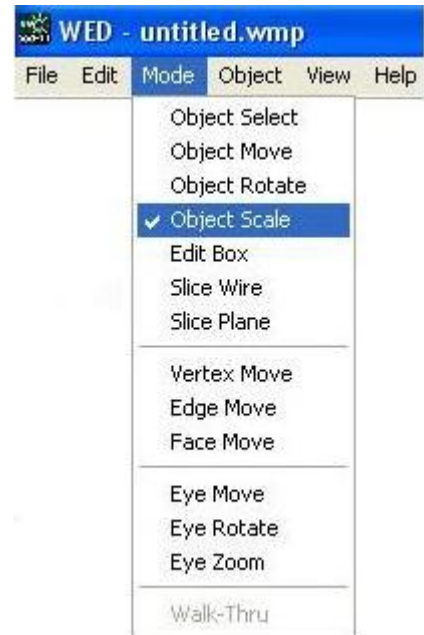 WED - untitled.wmp
File Edit Mode Object View Help
Object Select
Object Move
Object Rotate
Object Scale
Edit Box
Slice Wire
Slice Plane
Vertex Move
Edge Move
Face Move
Eye Move
Eye Rotate
Eye Zoom
Walk-Thru